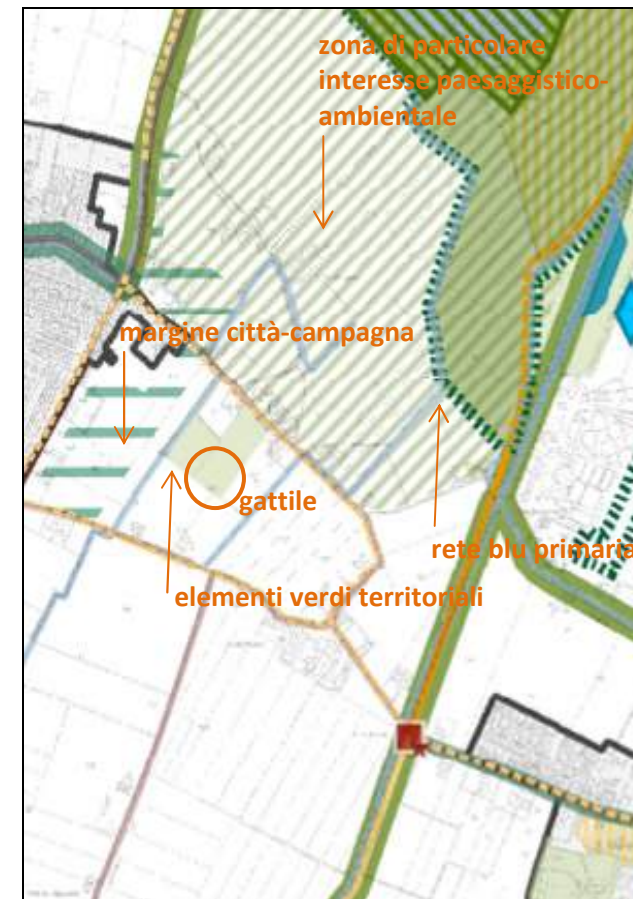 zona di particolare
interesse paesaggistico-
ambientale
margine città-campagna
gattile
rete blu primaria
elementi verdi territoriali